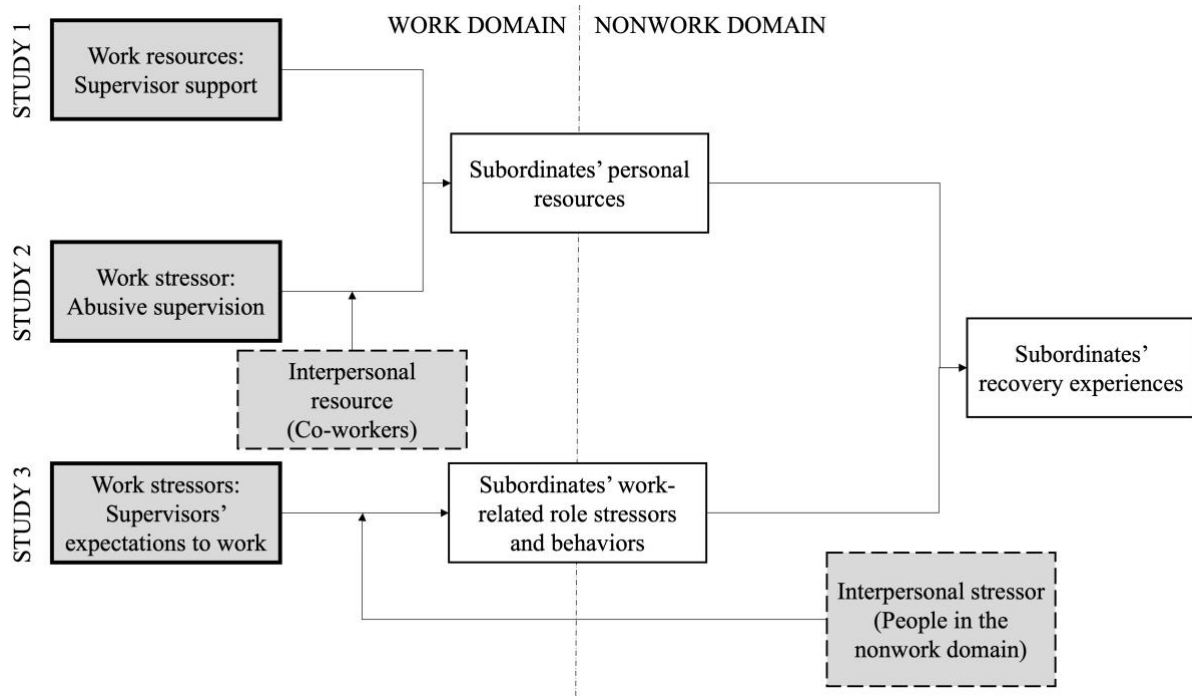 WORK DOMAIN
NONWORK DOMAIN
STUDY 1
Work resources:
Supervisor support
Subordinates’ personal
resources
STUDY 2
Work stressor:
Abusive supervision
Interpersonal
resource
(Co-workers)
Subordinates’
recovery experiences
STUDY 3
Work stressors:
Supervisors’
expectations to work
Subordinates’ work-
related role stressors
and behaviors
Interpersonal stressor
(People in the
nonwork domain)